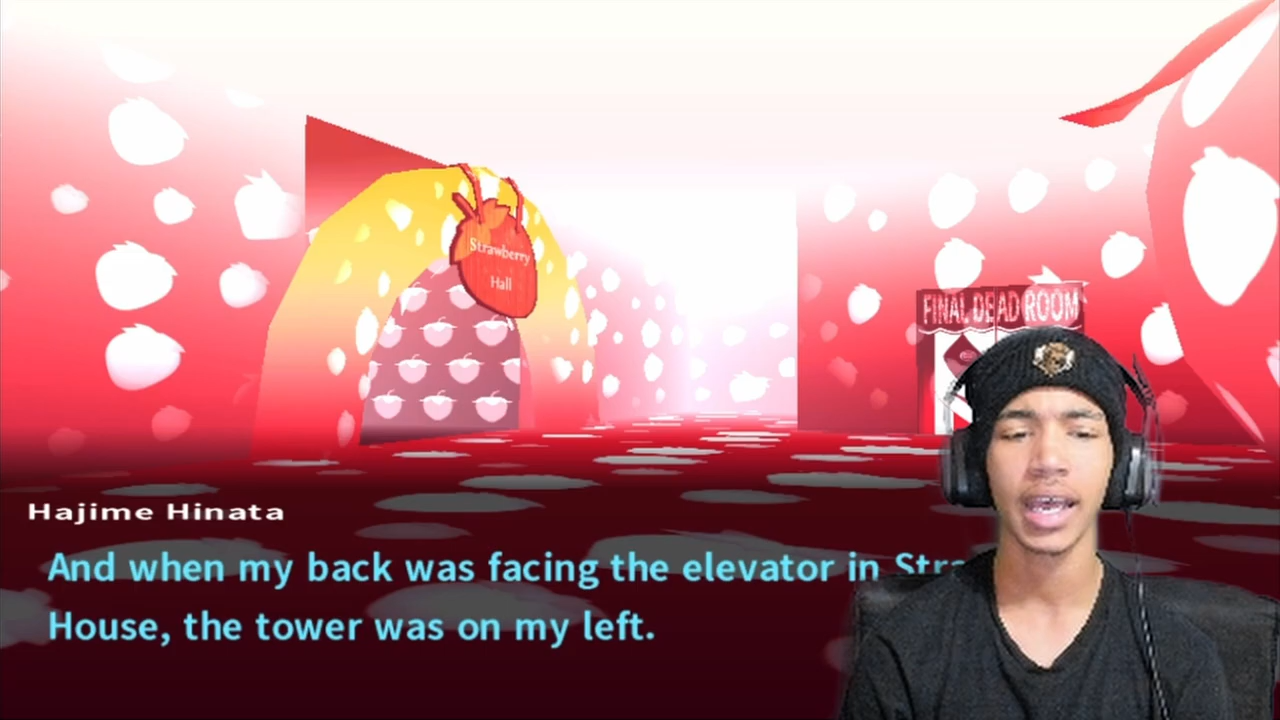 Strawberry
Hall
FINAL DEAD ROOM
Hajime Hinata
And when my back was facing the elevator in
House, the tower was on my left.